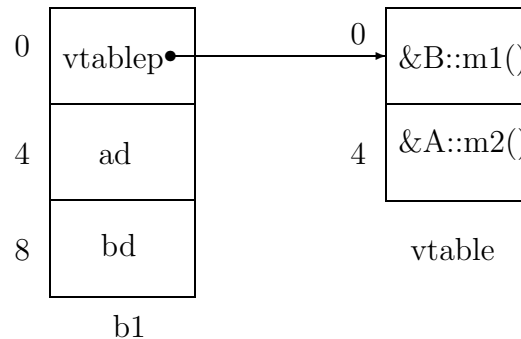 0 vtablep 0 &B::m1()
4 ad 4 &A::m2()
8 bd
vtable
b1